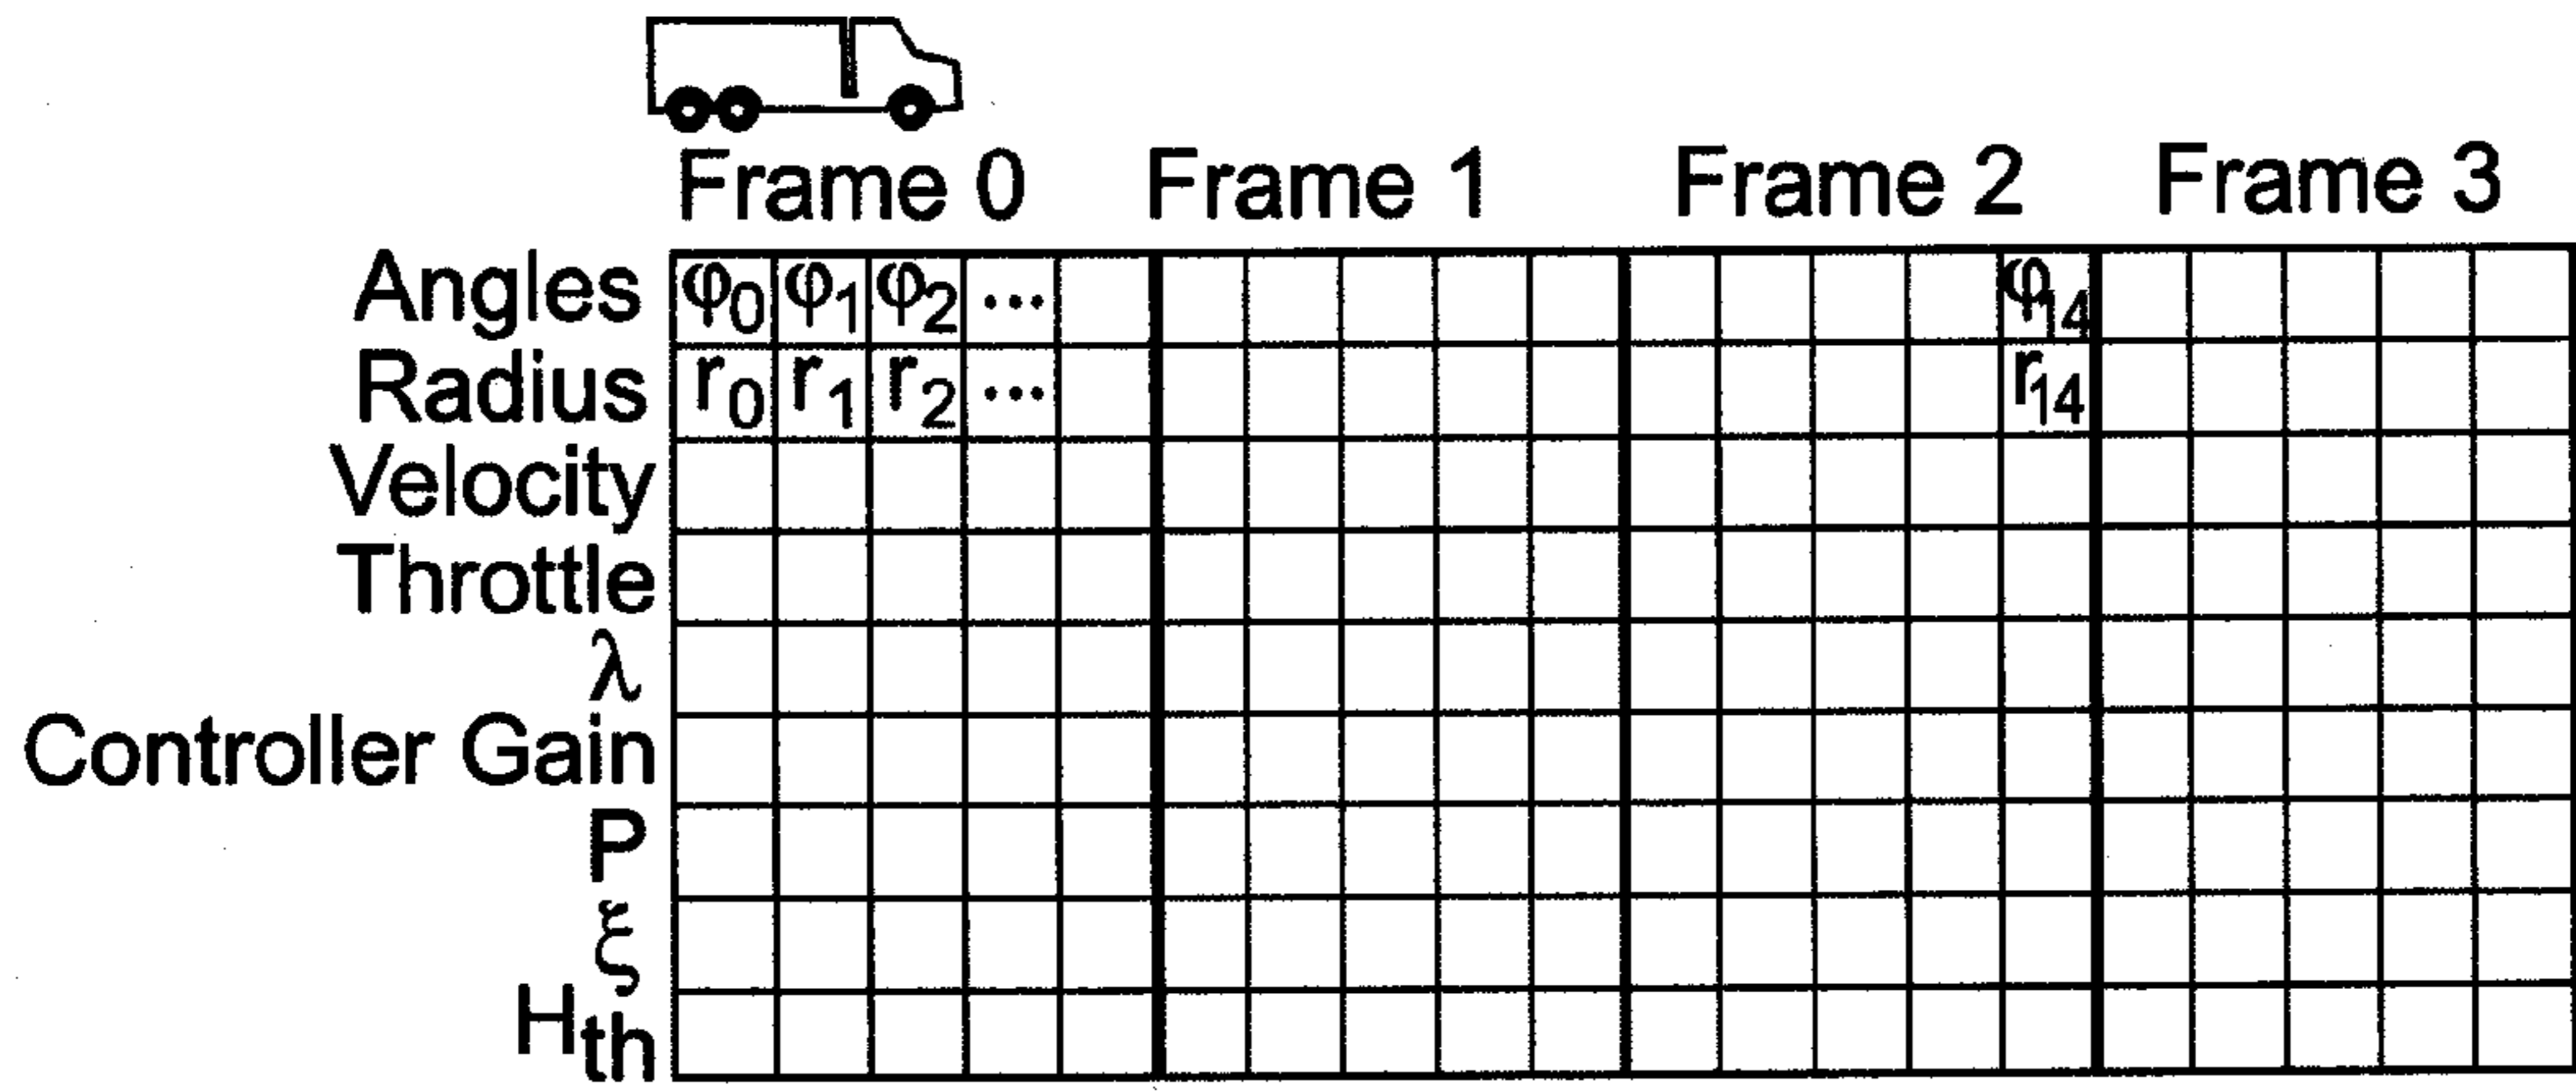 Frame 0 Frame 1 Frame 2 Frame 3
Angles φ₀ φ₁ φ₂ ... φ₁₄
Radius r₀ r₁ r₂ ... r₁₄
Velocity
Throttle
λ
Controller Gain
P
ξ
Hₜₕ